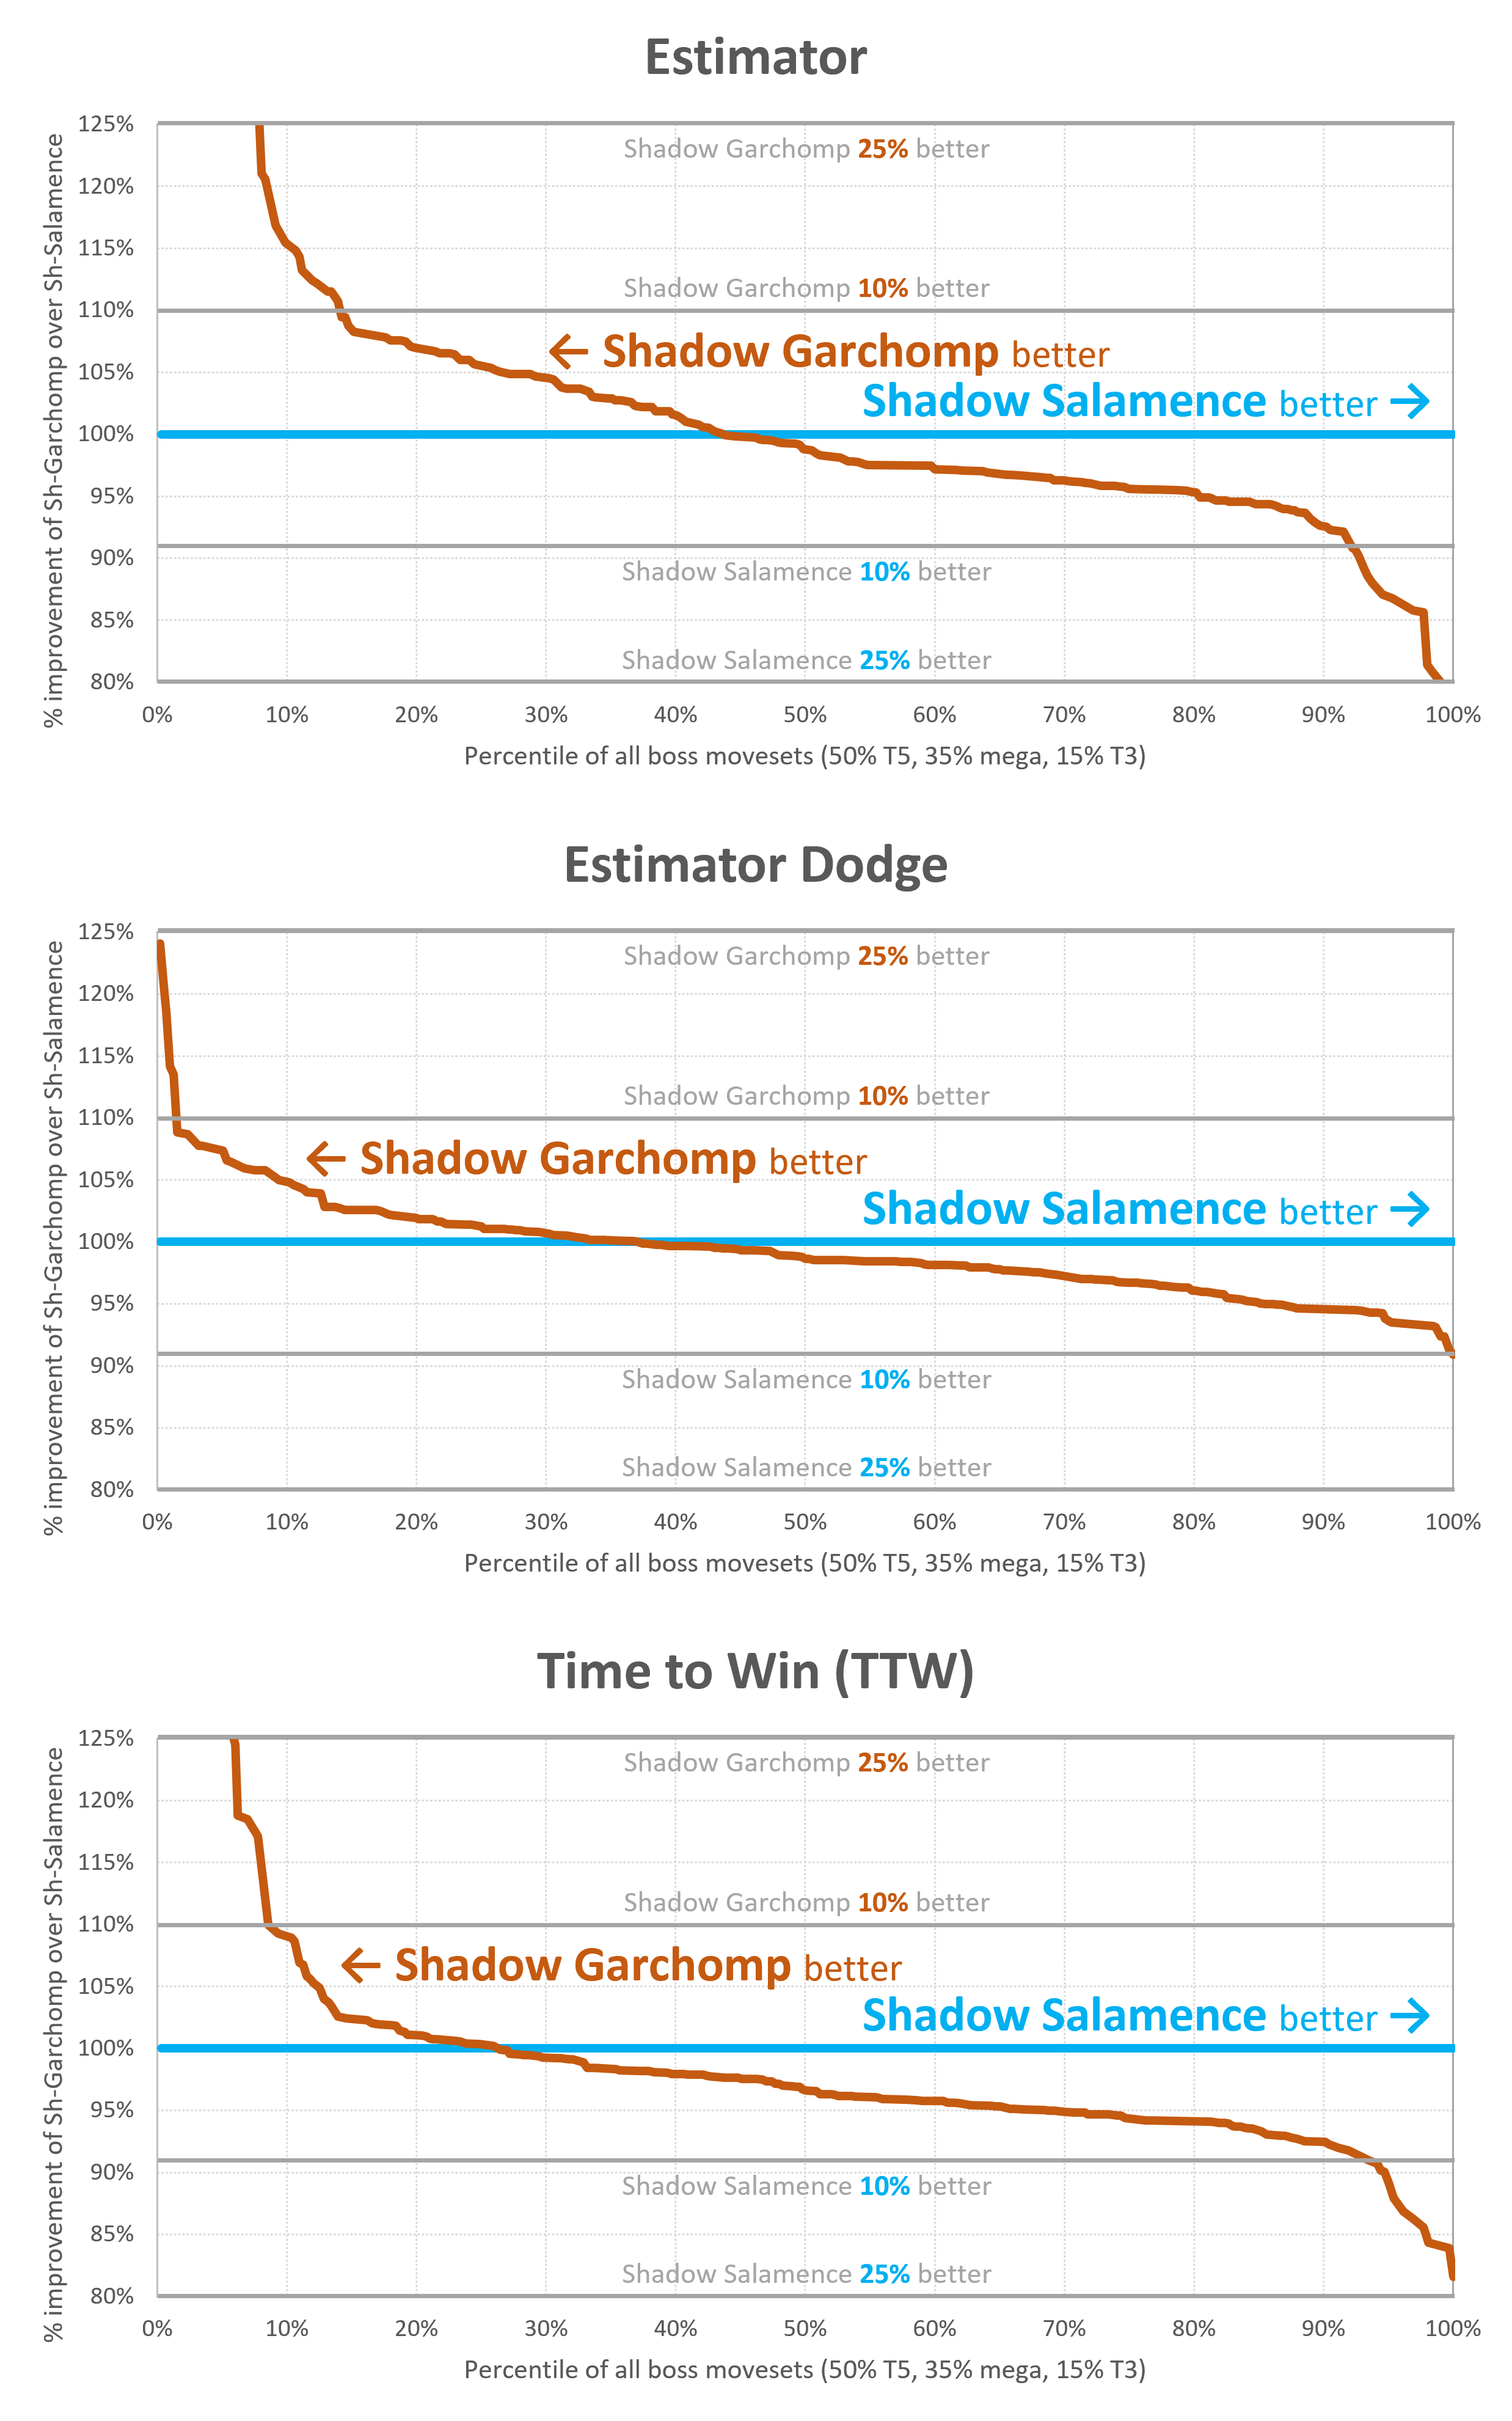 Estimator
% improvement of Sh-Garchomp over Sh-Salamence
125%
120%
115%
110%
105%
100%
95%
90%
85%
80%
Shadow Garchomp 25% better
Shadow Garchomp 10% better
← Shadow Garchomp better
Shadow Salamence better →
Shadow Salamence 10% better
Shadow Salamence 25% better
0% 10% 20% 30% 40% 50% 60% 70% 80% 90% 100%
Percentile of all boss movesets (50% T5, 35% mega, 15% T3)
Estimator Dodge
% improvement of Sh-Garchomp over Sh-Salamence
125%
120%
115%
110%
105%
100%
95%
90%
85%
80%
Shadow Garchomp 25% better
Shadow Garchomp 10% better
← Shadow Garchomp better
Shadow Salamence better →
Shadow Salamence 10% better
Shadow Salamence 25% better
0% 10% 20% 30% 40% 50% 60% 70% 80% 90% 100%
Percentile of all boss movesets (50% T5, 35% mega, 15% T3)
Time to Win (TTW)
% improvement of Sh-Garchomp over Sh-Salamence
125%
120%
115%
110%
105%
100%
95%
90%
85%
80%
Shadow Garchomp 25% better
Shadow Garchomp 10% better
← Shadow Garchomp better
Shadow Salamence better →
Shadow Salamence 10% better
Shadow Salamence 25% better
0% 10% 20% 30% 40% 50% 60% 70% 80% 90% 100%
Percentile of all boss movesets (50% T5, 35% mega, 15% T3)